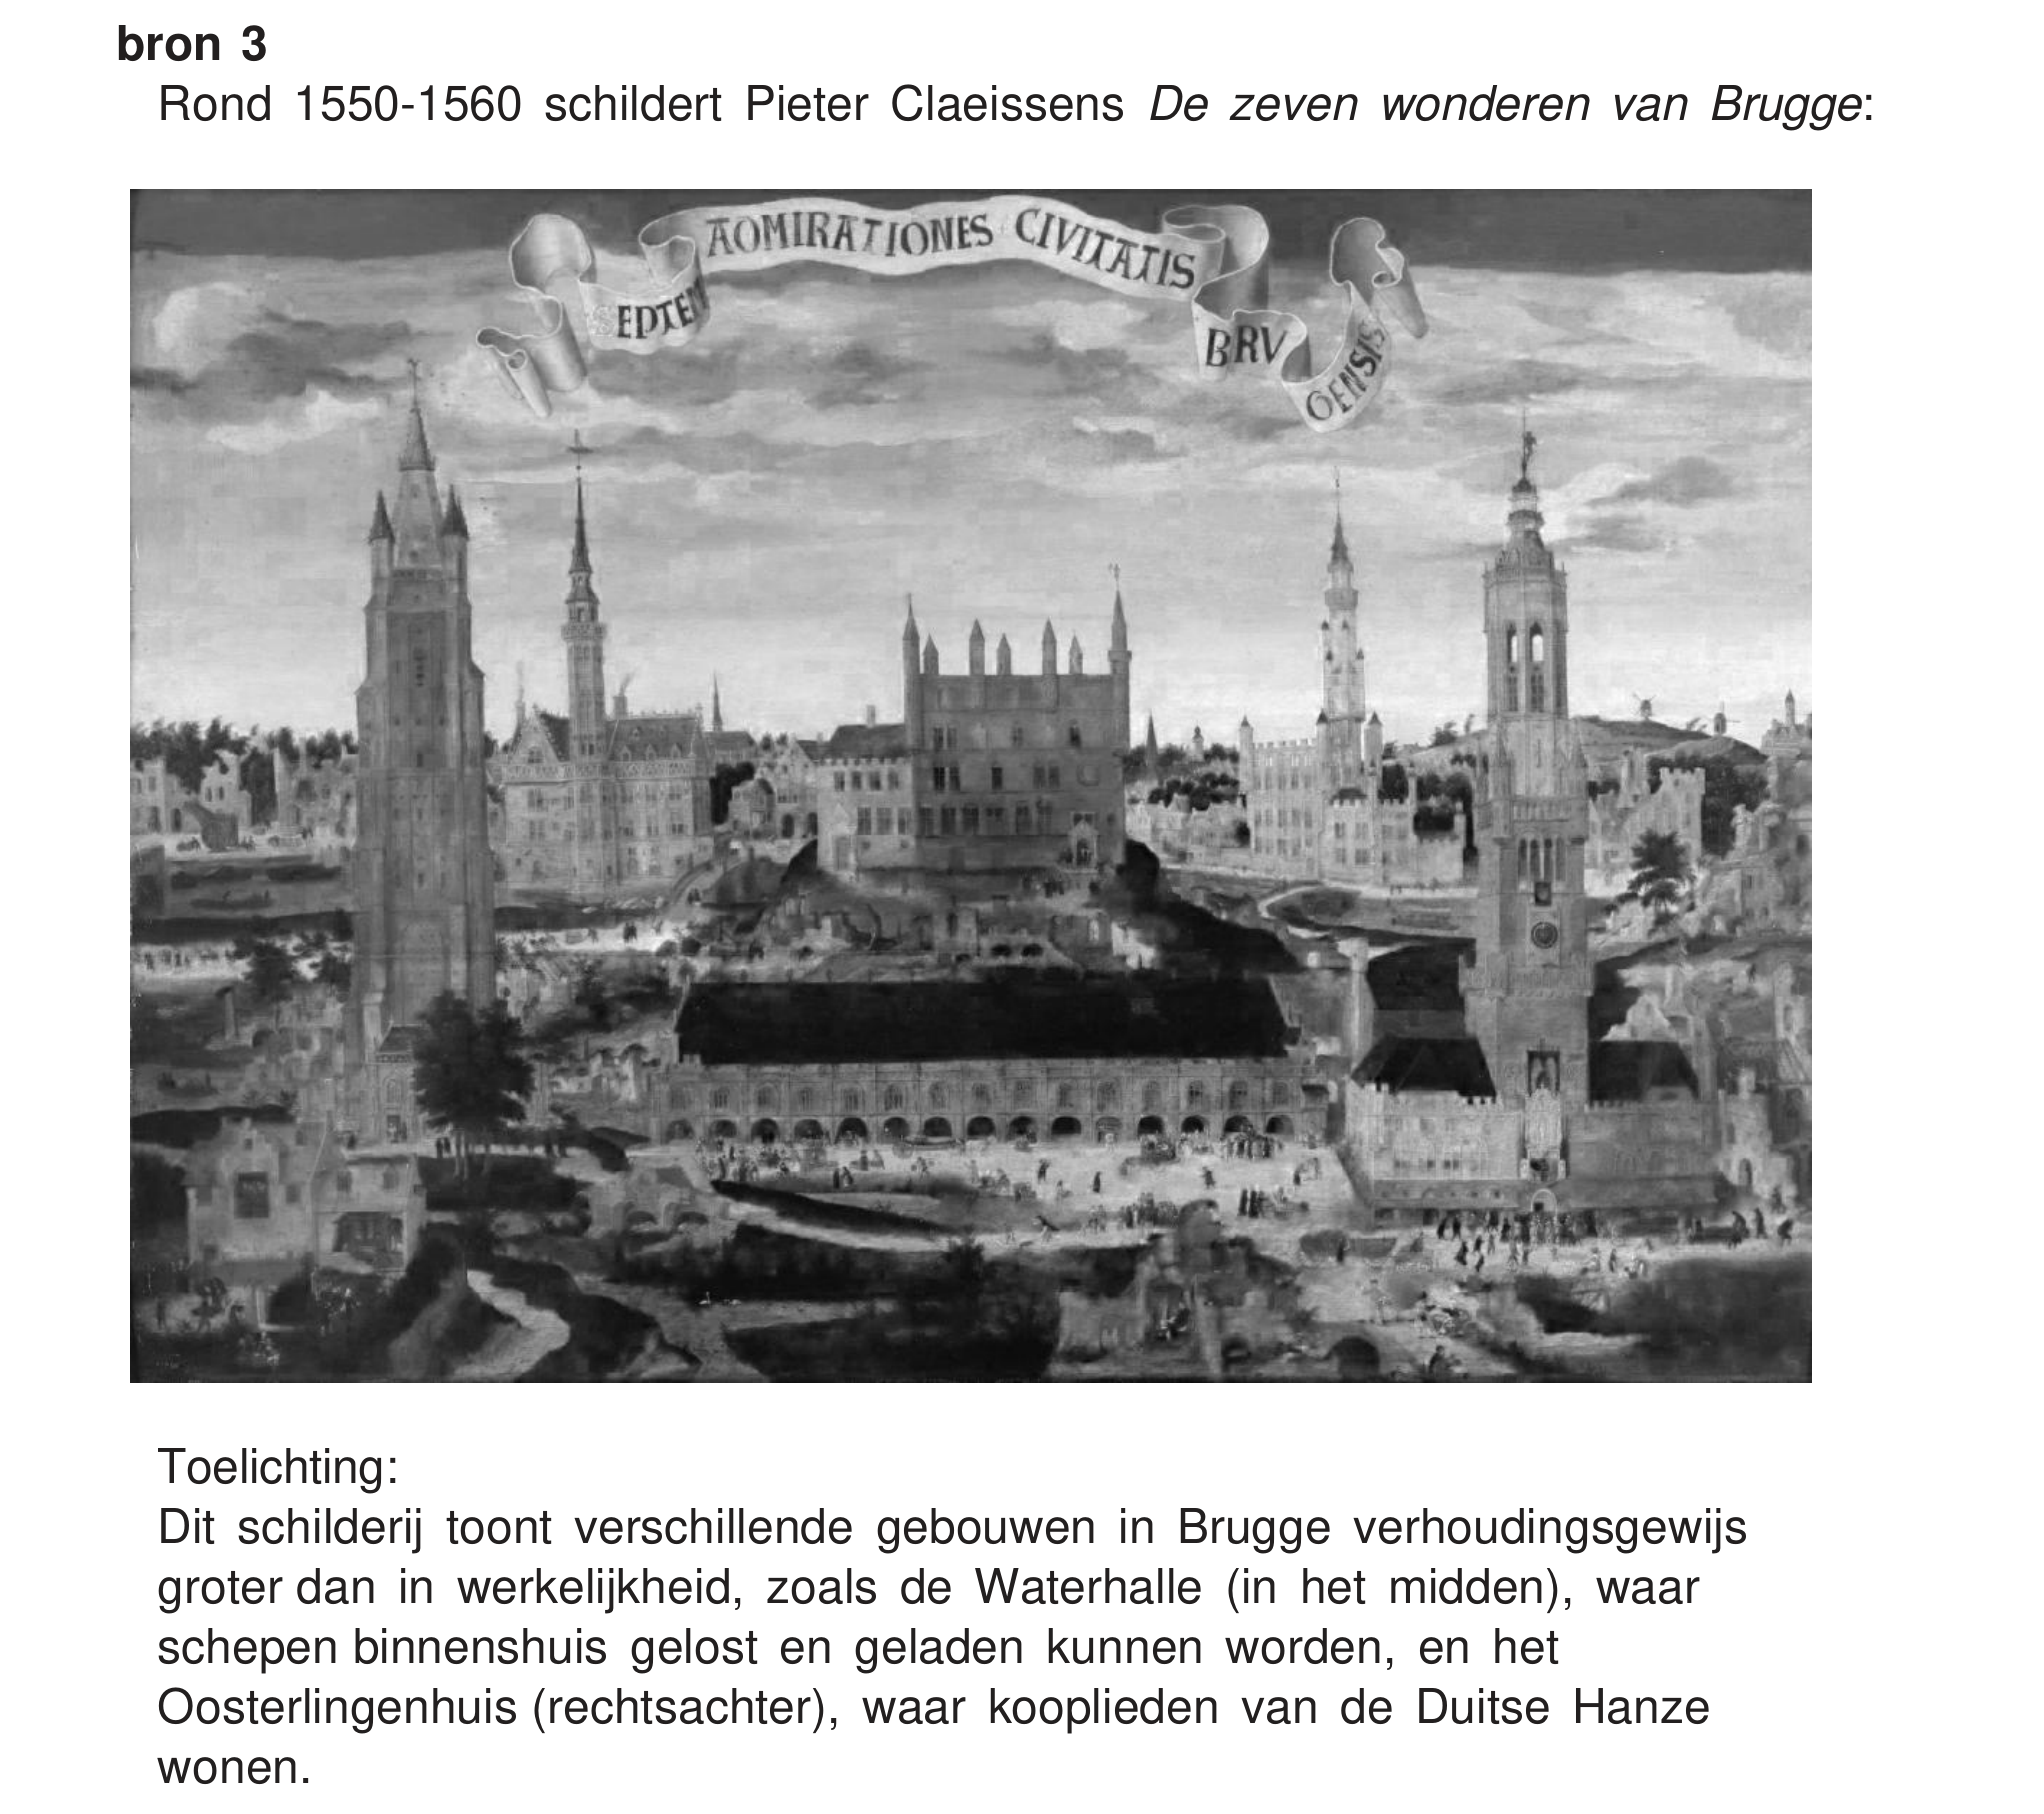 bron 3
Rond 1550-1560 schildert Pieter Claeissens De zeven wonderen van Brugge:
SEPTEM
AOMIRATIONES CIVITATIS
BRV
GENSIS
Toelichting:
Dit schilderij toont verschillende gebouwen in Brugge verhoudingsgewijs
groter dan in werkelijkheid, zoals de Waterhalle (in het midden), waar
schepen binnenshuis gelost en geladen kunnen worden, en het
Oosterlingenhuis (rechtsachter), waar kooplieden van de Duitse Hanze
wonen.